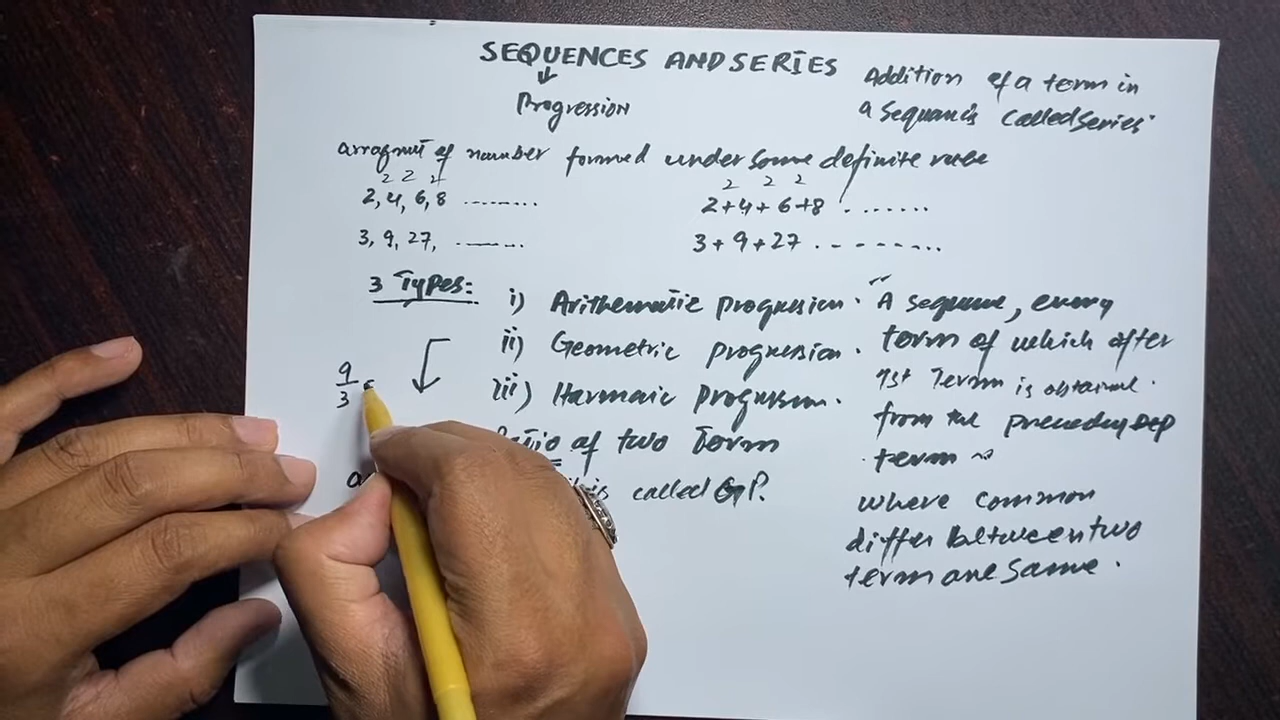 SEQUENCES AND SERIES
Progression
Addition of a term in
a sequence is called series
of number formed under some definite rule
2 2 2
2, 4, 6, 8 .........
3, 9, 27, .........
2 2 2
2+4+6+8 .......
3+9+27 . - - - - - - - -
3 Types:
i) Arithematic progression.
ii) Geometric progression.
iii) Harmaic Progression.
A sequence, every
term of which after
1st Term is obtained.
from the preceding
term
where common
differ between two
term are same.
9
3
Ratio of two Term
is called GP.